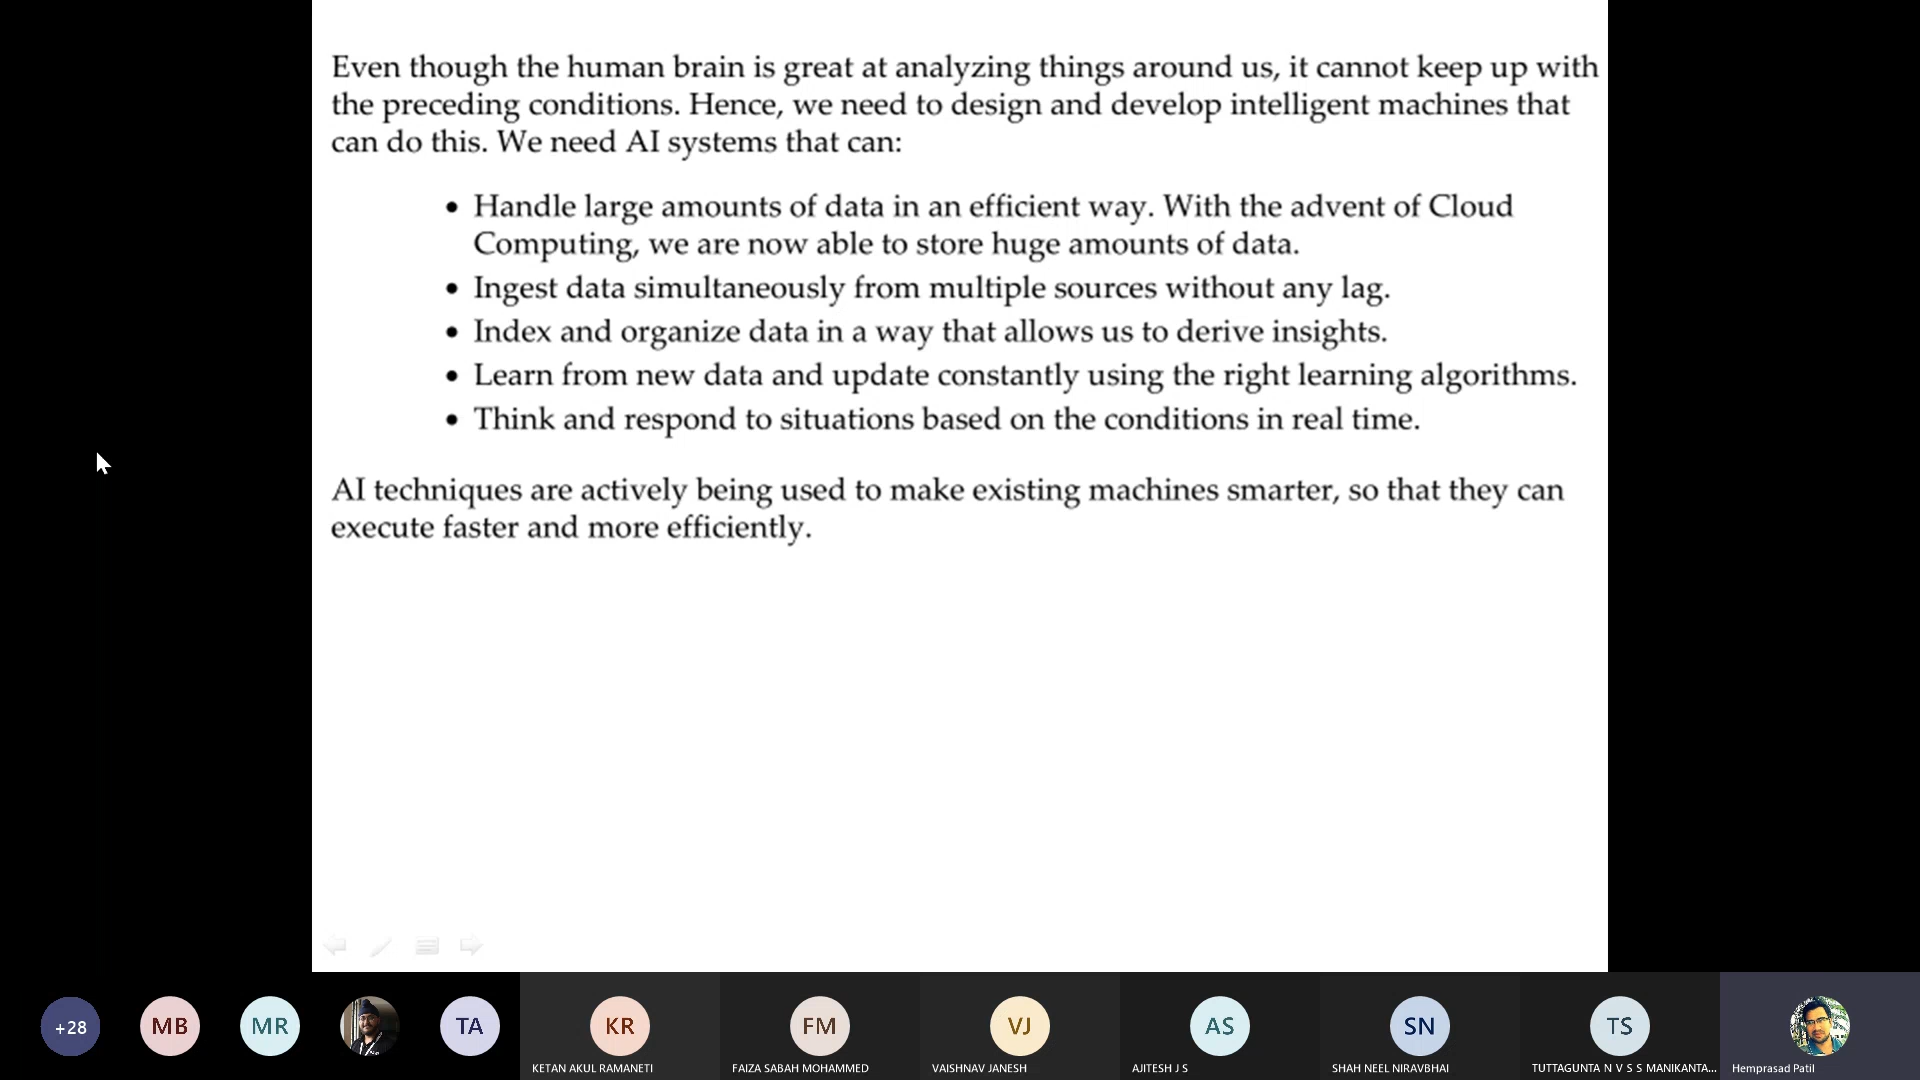 Even though the human brain is great at analyzing things around us, it cannot keep up with
the preceding conditions. Hence, we need to design and develop intelligent machines that
can do this. We need AI systems that can:
• Handle large amounts of data in an efficient way. With the advent of Cloud
Computing, we are now able to store huge amounts of data.
• Ingest data simultaneously from multiple sources without any lag.
• Index and organize data in a way that allows us to derive insights.
• Learn from new data and update constantly using the right learning algorithms.
• Think and respond to situations based on the conditions in real time.
AI techniques are actively being used to make existing machines smarter, so that they can
execute faster and more efficiently.
+28 MB MR TA KR FM VJ AS SN TS
KETAN AKUL RAMANETI FAIZA SABAH MOHAMMED VAISHNAV JANESH AJITESH J S SHAH NEEL NIRAVBHAI TUTTAGUNTA N V S S MANIKANTA... Hemprasad Patil